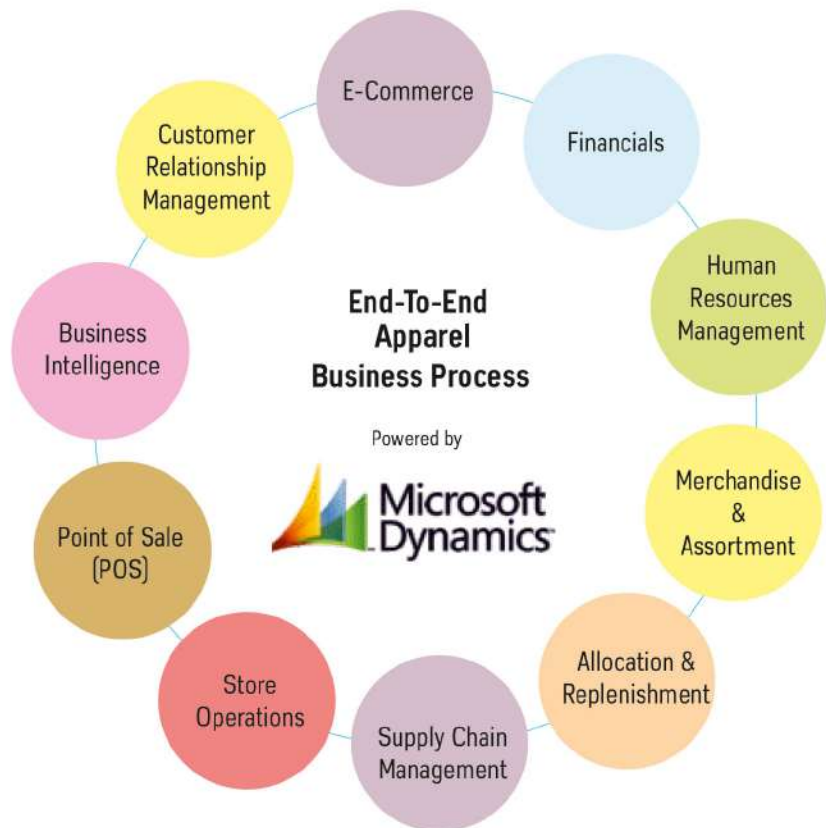 E-Commerce
Financials
Human
Resources
Management
Merchandise
&
Assortment
Allocation &
Replenishment
Supply Chain
Management
Store
Operations
Point of Sale
(POS)
Business
Intelligence
Customer
Relationship
Management
End-To-End
Apparel
Business Process
Powered by
Microsoft
Dynamics™